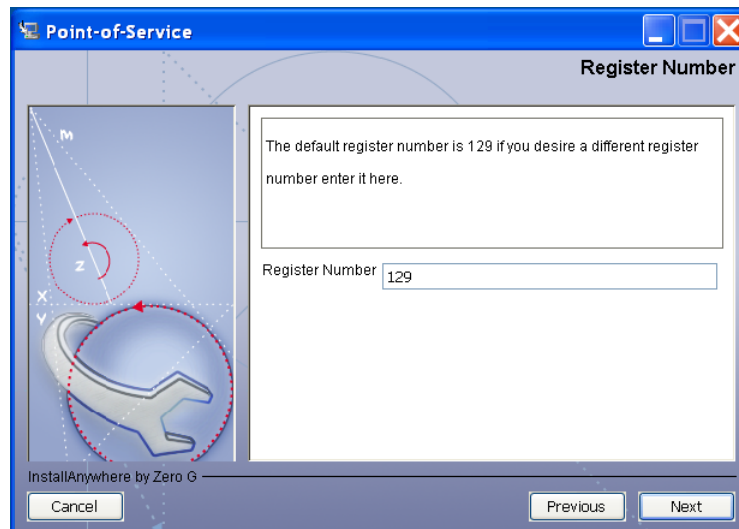 Point-of-Service
Register Number
M
Z
X
Y
The default register number is 129 if you desire a different register
number enter it here.
Register Number 129
InstallAnywhere by Zero G
Cancel Previous Next